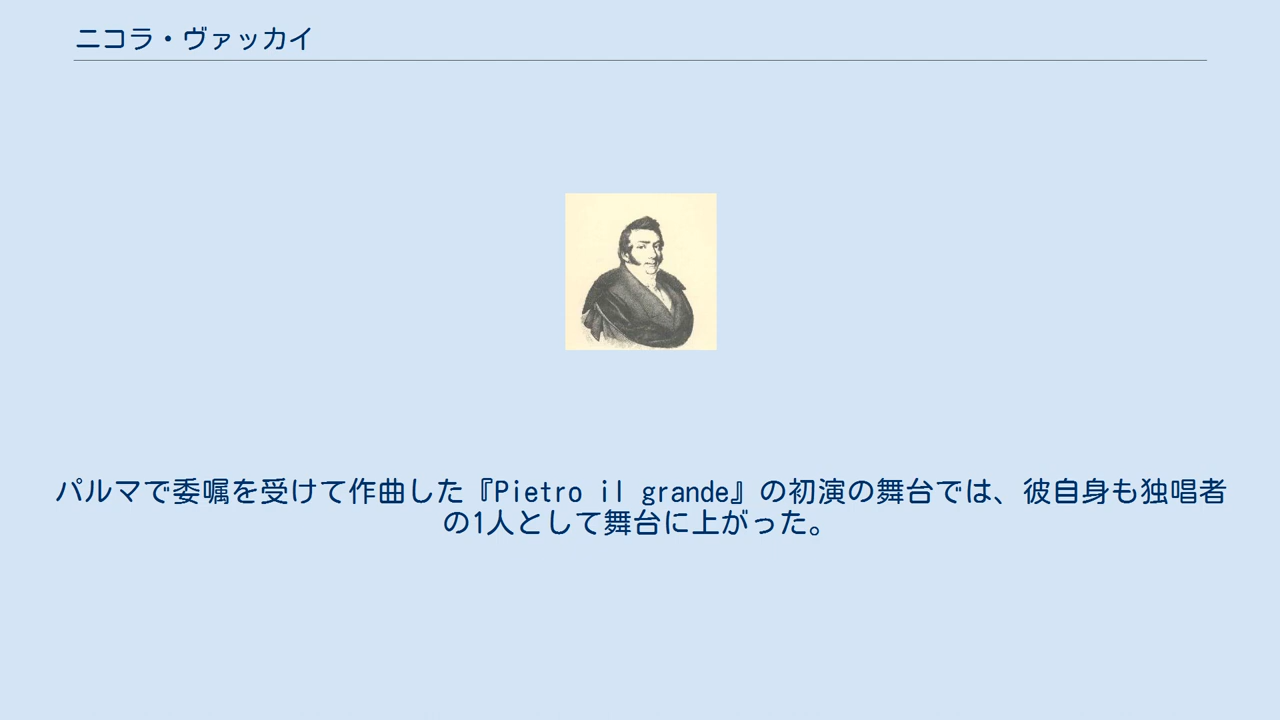 ニコラ・ヴァッカイ
パルマで委嘱を受けて作曲した『Pietro il grande』の初演の舞台では、彼自身も独唱者
の1人として舞台に上がった。